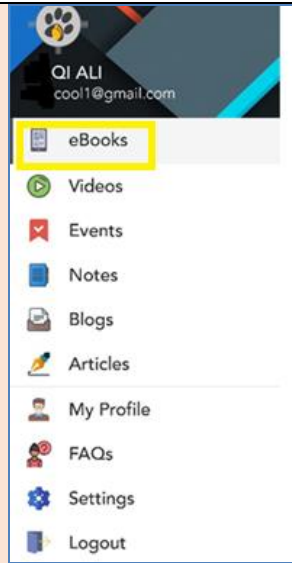 QI ALI
cool1@gmail.com
eBooks
Videos
Events
Notes
Blogs
Articles
My Profile
FAQs
Settings
Logout